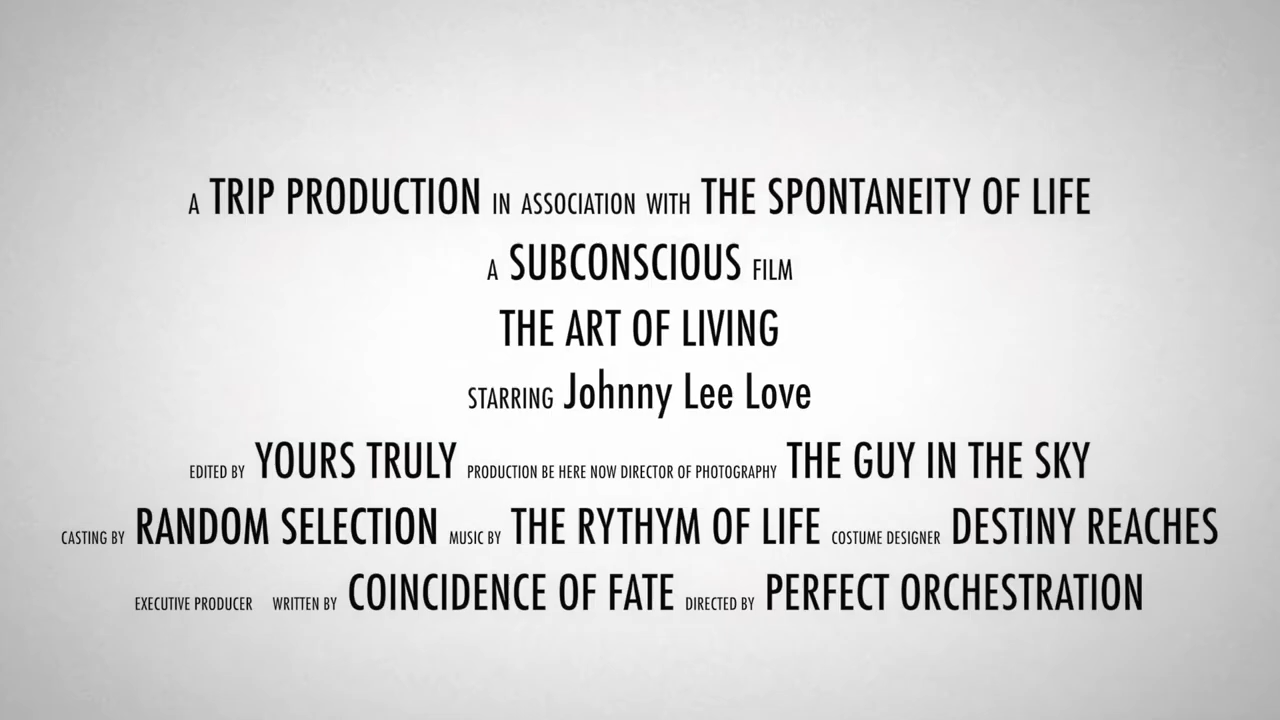 A TRIP PRODUCTION IN ASSOCIATION WITH THE SPONTANEITY OF LIFE
A SUBCONSCIOUS FILM
THE ART OF LIVING
STARRING Johnny Lee Love
EDITED BY YOURS TRULY PRODUCTION BE HERE NOW DIRECTOR OF PHOTOGRAPHY THE GUY IN THE SKY
CASTING BY RANDOM SELECTION MUSIC BY THE RYTHYM OF LIFE COSTUME DESIGNER DESTINY REACHES
EXECUTIVE PRODUCER WRITTEN BY COINCIDENCE OF FATE DIRECTED BY PERFECT ORCHESTRATION